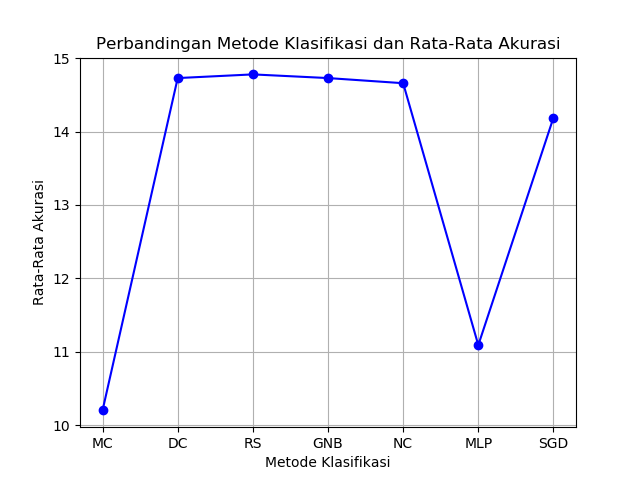 Perbandingan Metode Klasifikasi dan Rata-Rata Akurasi
15
14
13
12
11
10
Rata-Rata Akurasi
MC DC RS GNB NC MLP SGD
Metode Klasifikasi